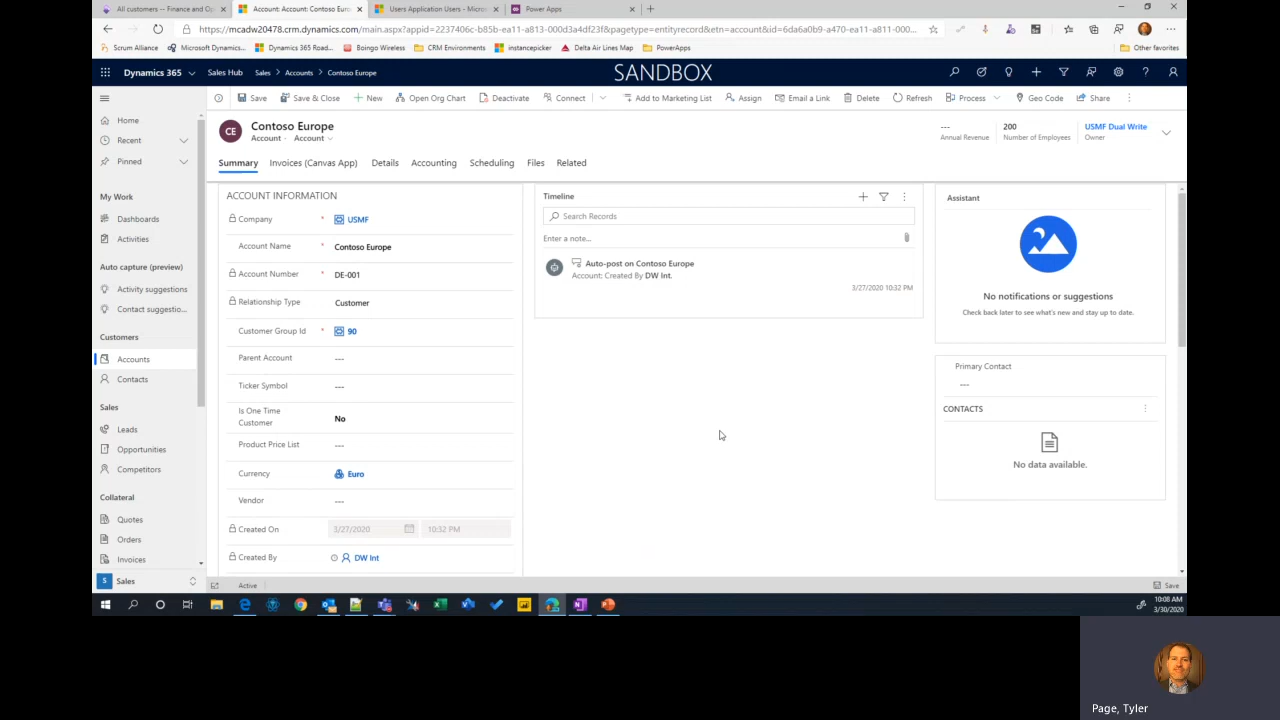 All customers -- Finance and Op
Account: Account: Contoso Euro
Users Application Users - Micros
Power Apps
https://mcadw20478.crm.dynamics.com/main.aspx?appid=2237406c-b85b-ea11-a813-000d3a4df23f&pagetype=entityrecord&etn=account&id=6da6a0b9-a470-ea11-a811-000...
Scrum Alliance
Microsoft Dynamics...
Dynamics 365 Road...
Boingo Wireless
CRM Environments
instancepicker
Delta Air Lines Map
PowerApps
Other favorites
Dynamics 365
Sales Hub
Sales > Accounts > Contoso Europe
SANDBOX
Save
Save & Close
New
Open Org Chart
Deactivate
Connect
Add to Marketing List
Assign
Email a Link
Delete
Refresh
Process
Geo Code
Share
Home
Recent
Pinned
My Work
Dashboards
Activities
Auto capture (preview)
Activity suggestions
Contact suggestio...
Customers
Accounts
Contacts
Sales
Leads
Opportunities
Competitors
Collateral
Quotes
Orders
Invoices
S Sales
CE
Contoso Europe
Account · Account
---
Annual Revenue
200
Number of Employees
USMF Dual Write
Owner
Summary
Invoices (Canvas App)
Details
Accounting
Scheduling
Files
Related
ACCOUNT INFORMATION
Company * USMF
Account Name * Contoso Europe
Account Number * DE-001
Relationship Type Customer
Customer Group Id * 90
Parent Account ---
Ticker Symbol ---
Is One Time
Customer No
Product Price List ---
Currency Euro
Vendor ---
Created On 3/27/2020 10:32 PM
Created By DW Int
Timeline
Search Records
Enter a note...
Auto-post on Contoso Europe
Account: Created By DW Int.
3/27/2020 10:32 PM
Assistant
No notifications or suggestions
Check back later to see what's new and stay up to date.
Primary Contact
---
CONTACTS
No data available.
Active
Save
10:08 AM
3/30/2020
Page, Tyler